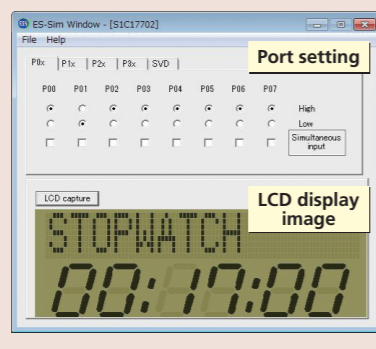 ES-Sim Window - [S1C17702]
File Help
Port setting
P0x P1x P2x P3x SVD
P00 P01 P02 P03 P04 P05 P06 P07
High
Low
Simultaneous
input
LCD capture
LCD display
image
STOPWATCH
00:17:00